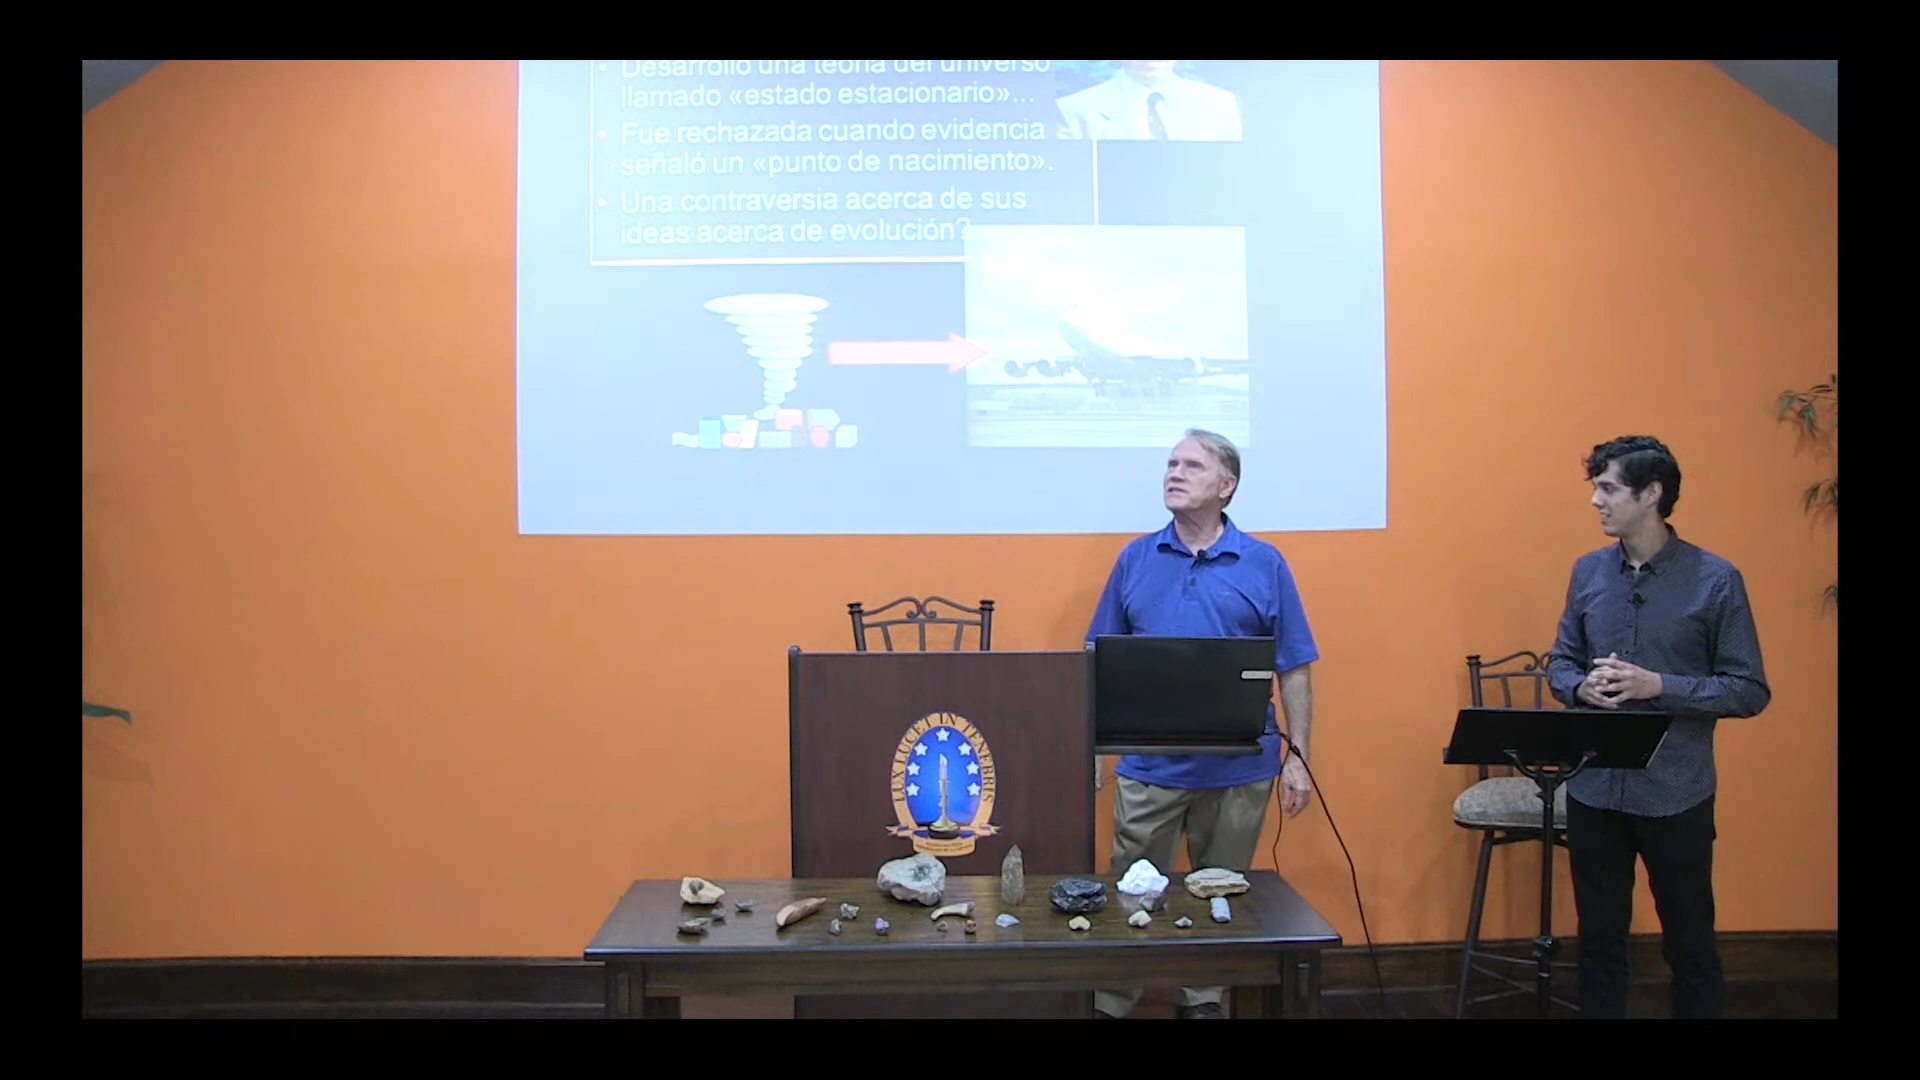 • Desarrolló una teoría del universo
llamado «estado estacionario»...
• Fue rechazada cuando evidencia
señaló un «punto de nacimiento».
• Una contraversia acerca de sus
ideas acerca de evolución?
LUX LUCET IN TENEBRIS